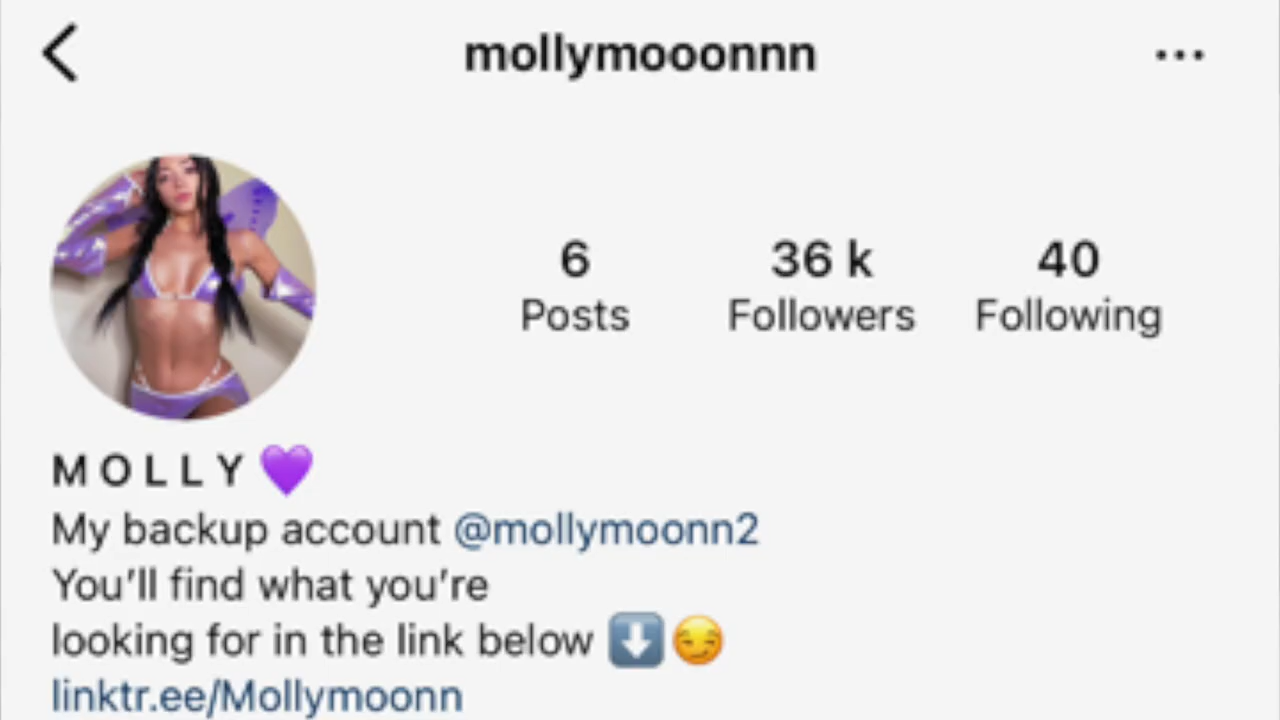 mollymooonnn
6 36 k 40
Posts Followers Following
M O L L Y 💜
My backup account @mollymoonn2
You'll find what you're
looking for in the link below ⬇️😏
linktr.ee/Mollymoonn